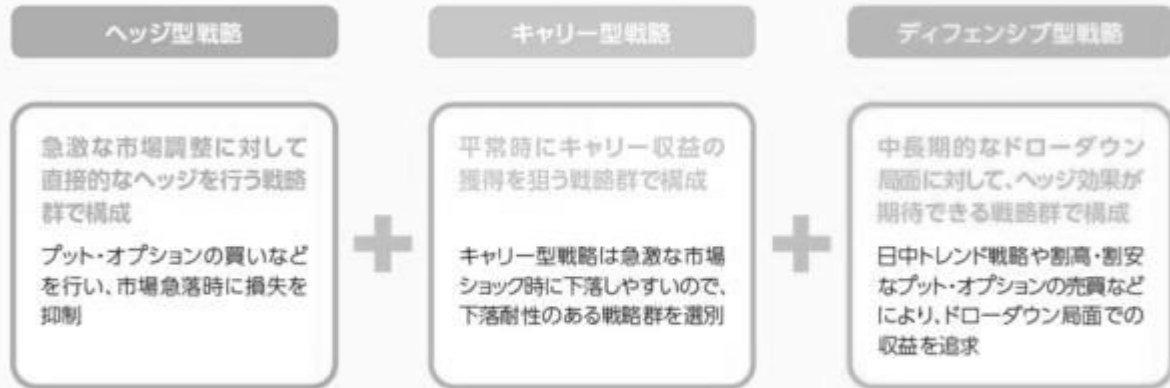 ヘッジ型戦略
急激な市場調整に対して
直接的なヘッジを行う戦略
群で構成
プット・オプションの買いなど
を行い、市場急落時に損失を
抑制
キャリー型戦略
平常時にキャリー収益の
獲得を狙う戦略群で構成
キャリー型戦略は急激な市場
ショック時に下落しやすいので、
下落耐性のある戦略群を選別
ディフェンシブ型戦略
中長期的なドローダウン
局面に対して、ヘッジ効果が
期待できる戦略群で構成
日中トレンド戦略や割高・割安
なプット・オプションの売買など
により、ドローダウン局面での
収益を追求